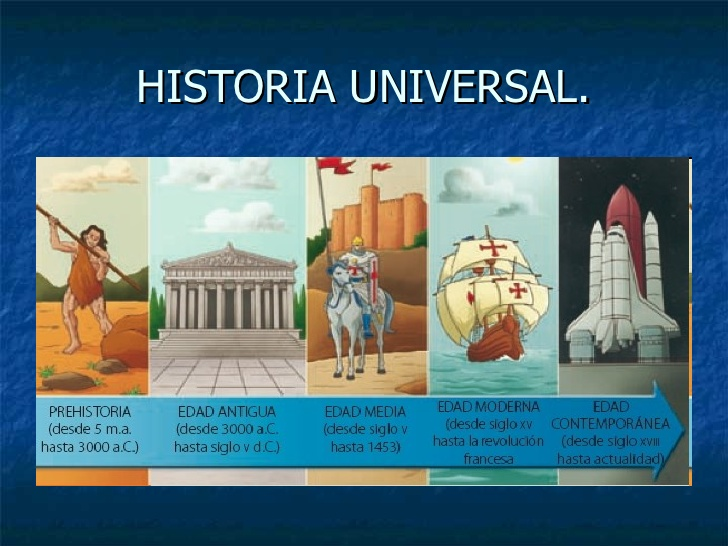 HISTORIA UNIVERSAL.
PREHISTORIA
(desde 5 m.a.
hasta 3000 a.C.)
EDAD ANTIGUA
(desde 3000 a.C.
hasta siglo V d.C.)
EDAD MEDIA
(desde siglo V
hasta 1453)
EDAD MODERNA
(desde siglo XV
hasta la revolución
francesa
EDAD
CONTEMPORÁNEA
(desde siglo XVIII
hasta actualidad)